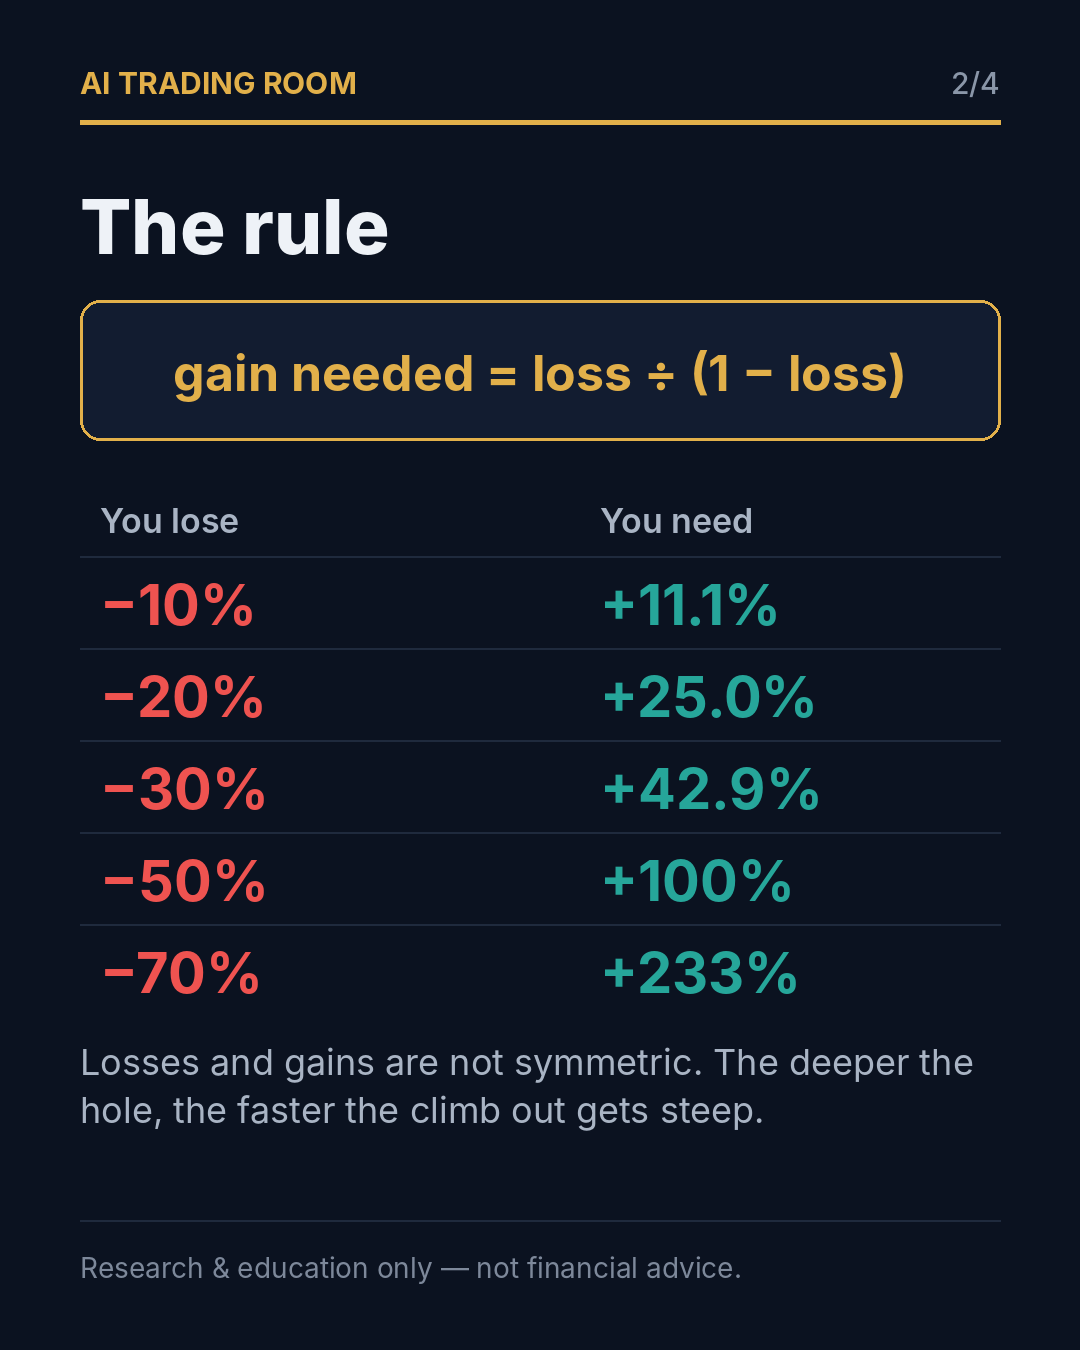 AI TRADING ROOM 2/4
The rule
gain needed = loss ÷ (1 − loss)
You lose You need
−10% +11.1%
−20% +25.0%
−30% +42.9%
−50% +100%
−70% +233%
Losses and gains are not symmetric. The deeper the
hole, the faster the climb out gets steep.
Research & education only — not financial advice.